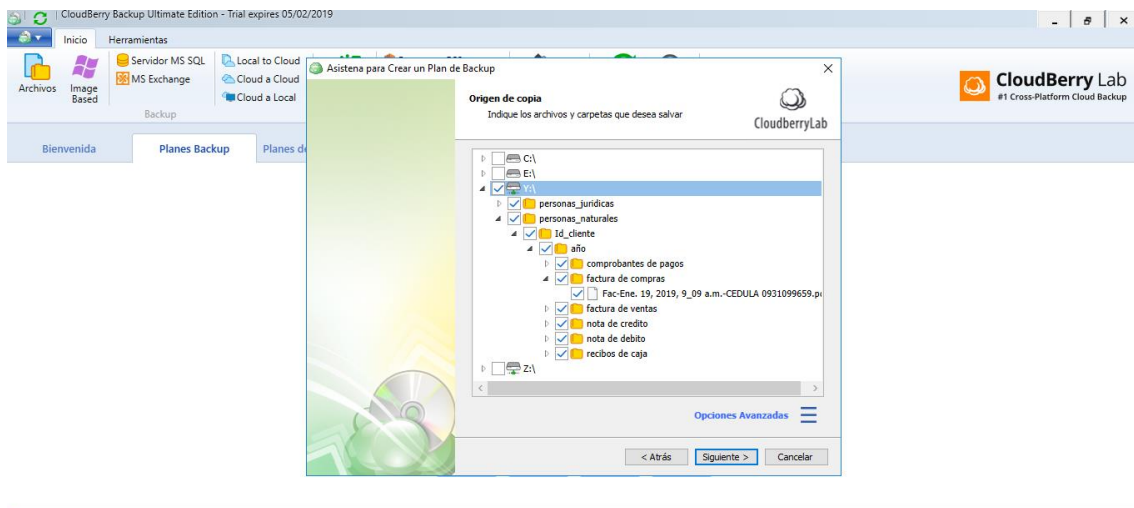 CloudBerry Backup Ultimate Edition - Trial expires 05/02/2019
Inicio Herramientas
Archivos
Image Based
Servidor MS SQL
MS Exchange
Local to Cloud
Cloud a Cloud
Cloud a Local
Backup
CloudBerry Lab
#1 Cross-Platform Cloud Backup
Bienvenida Planes Backup Planes de
Asistena para Crear un Plan de Backup
Origen de copia
Indique los archivos y carpetas que desea salvar
CloudberryLab
C:\
E:\
Y:\
personas_jurídicas
personas_naturales
Id_cliente
año
comprobantes de pagos
factura de compras
Fac-Ene. 19, 2019, 9_09 a.m.-CEDULA 0931099659.p
factura de ventas
nota de credito
nota de debito
recibos de caja
Z:\
Opciones Avanzadas
< Atrás Siguiente > Cancelar